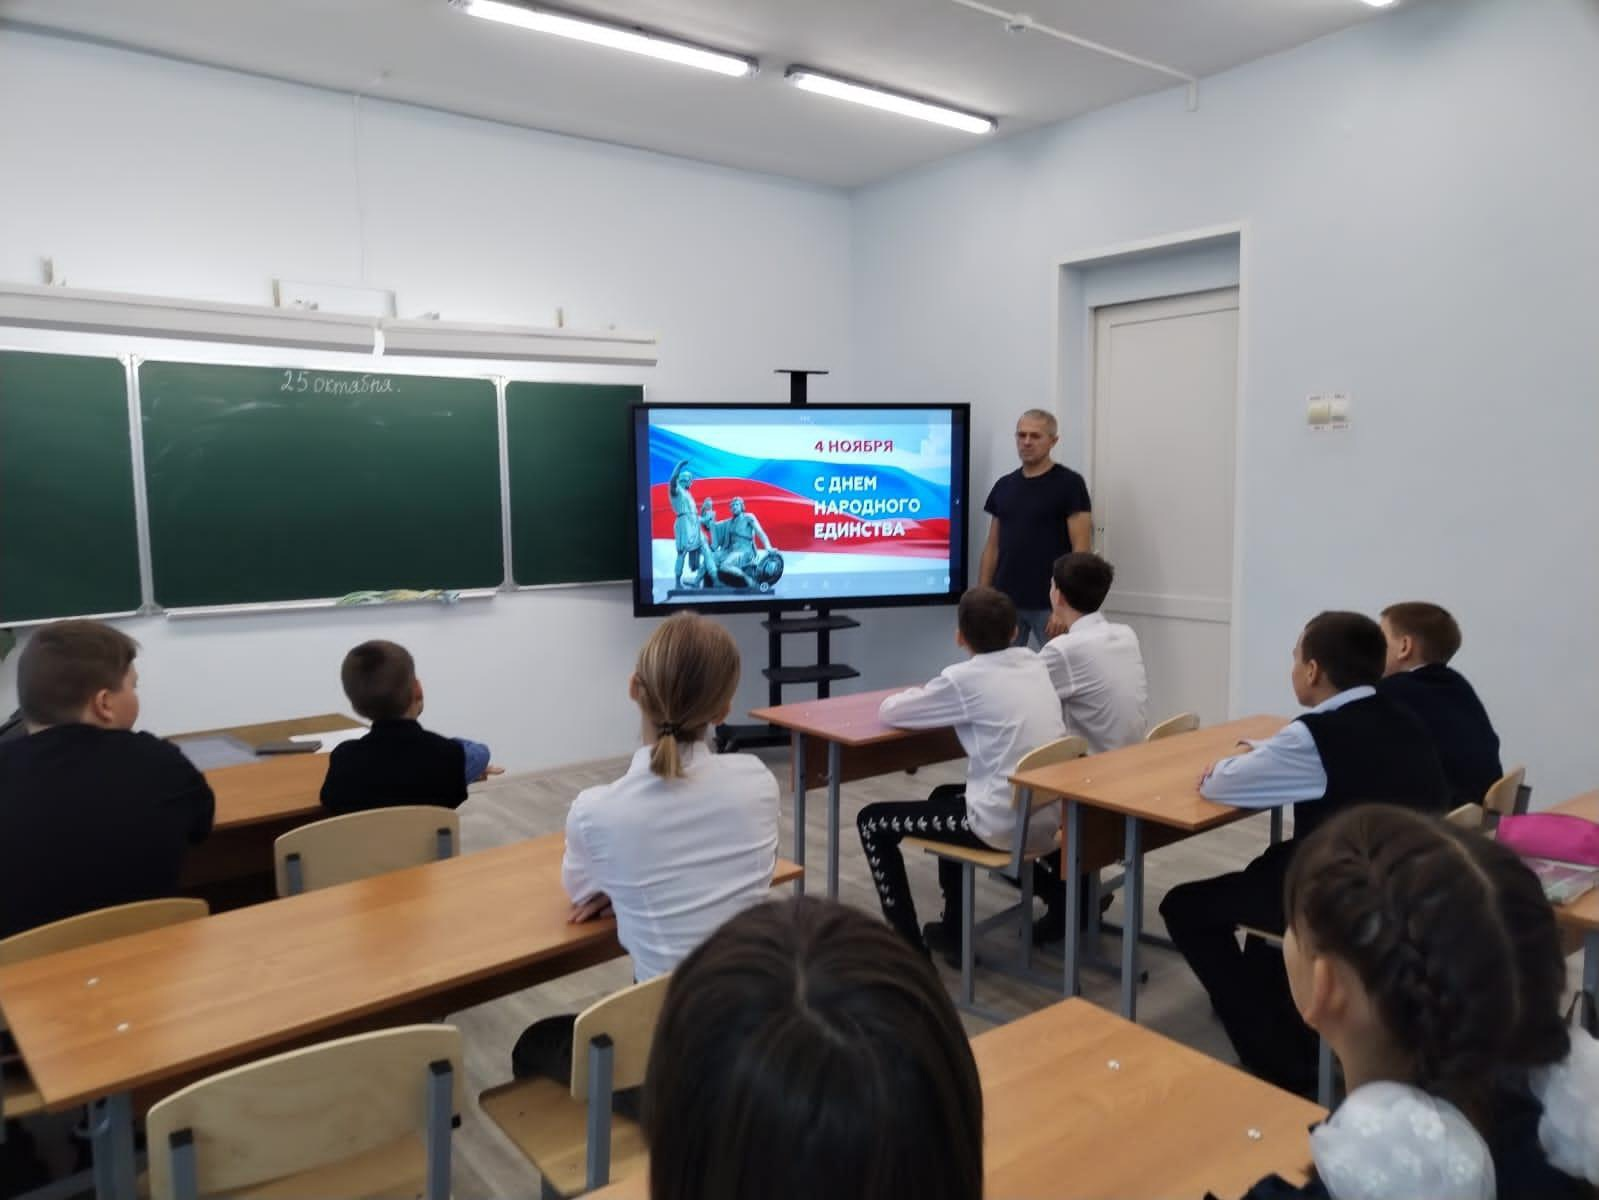 25 октября.
4 НОЯБРЯ
С ДНЕМ
НАРОДНОГО
ЕДИНСТВА